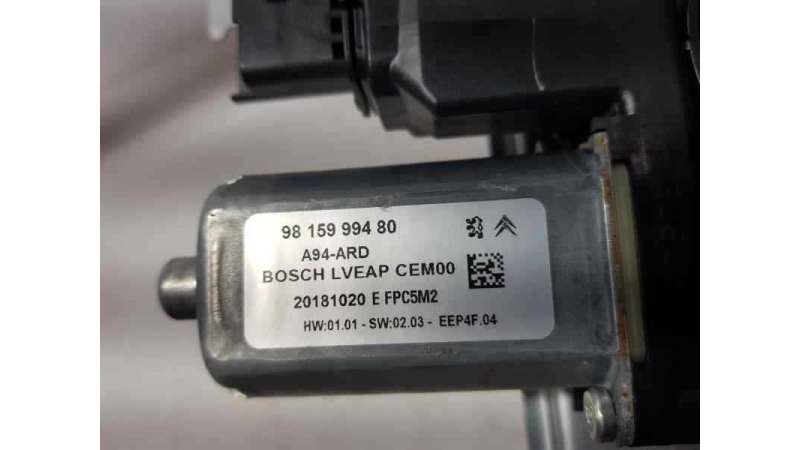 98 159 994 80
A94-ARD
BOSCH LVEAP CEM00
20181020 E FPC5M2
HW:01.01 - SW:02.03 - EEP4F.04